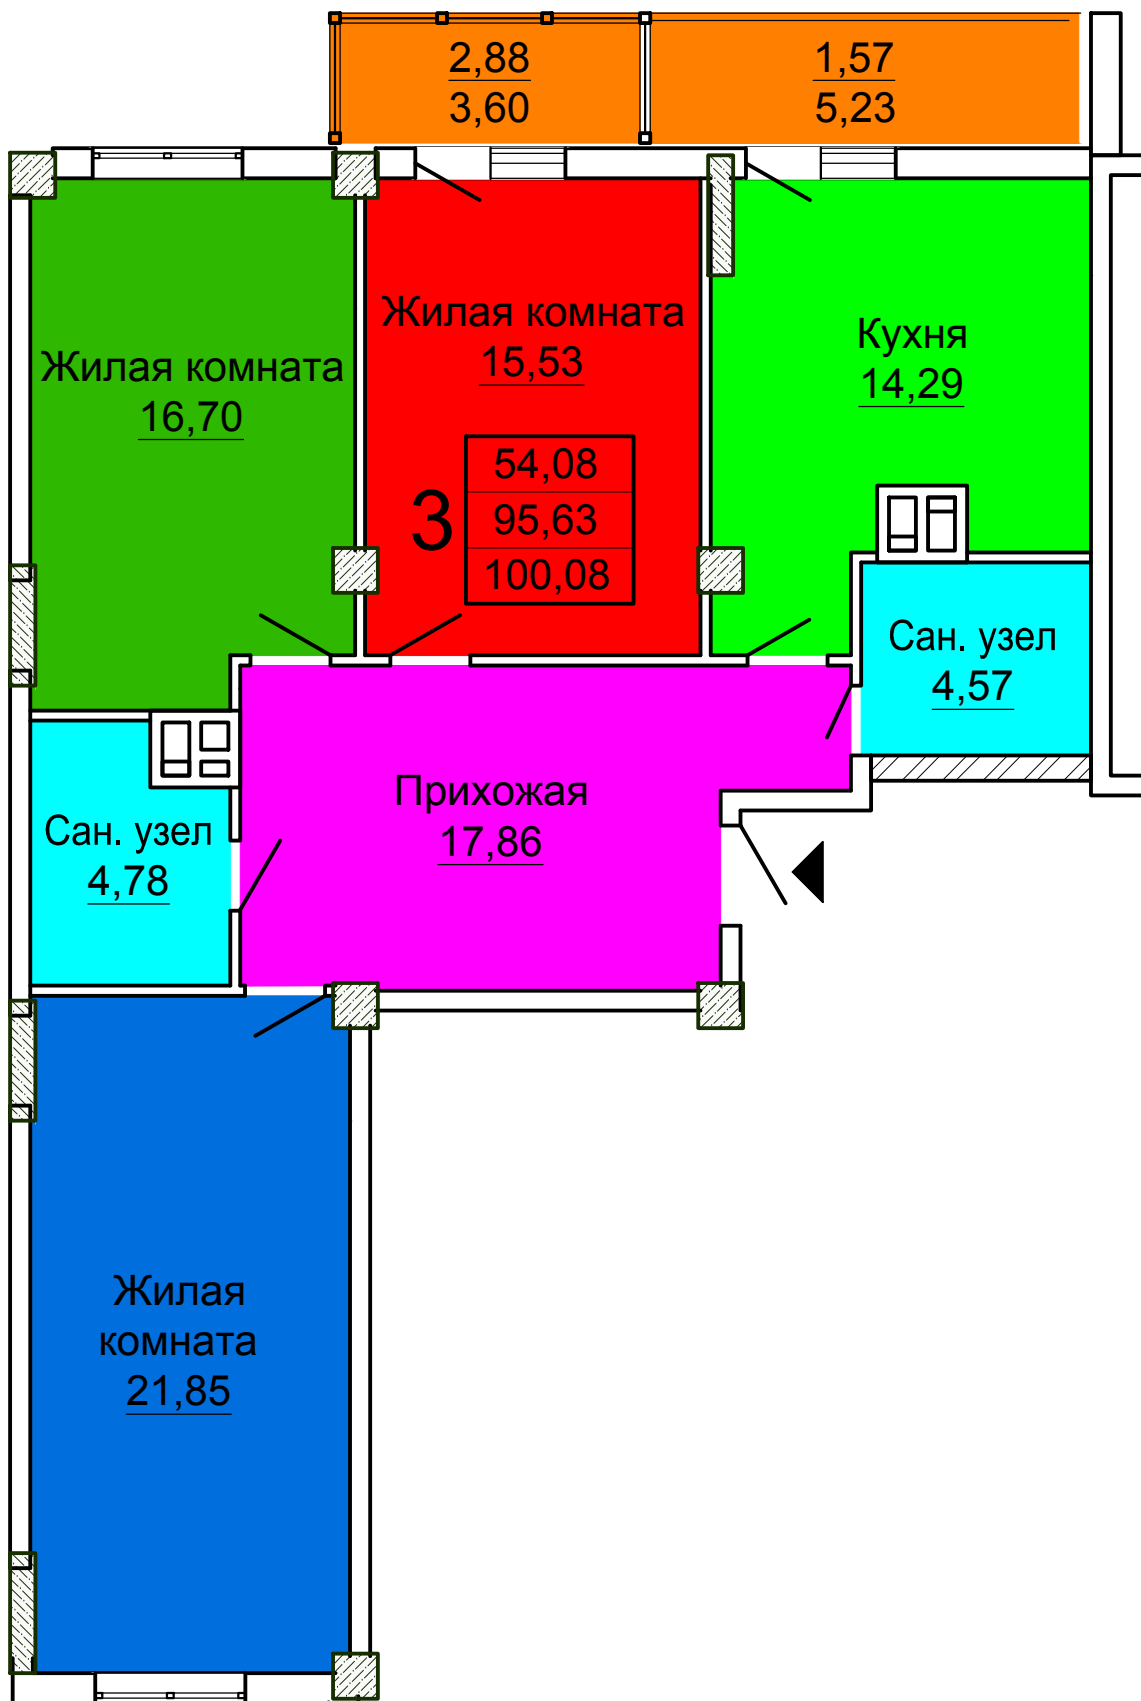 2,88
3,60
1,57
5,23
Жилая комната
16,70
Жилая комната
15,53
Кухня
14,29
3
54,08
95,63
100,08
Сан. узел
4,57
Прихожая
17,86
Сан. узел
4,78
Жилая
комната
21,85